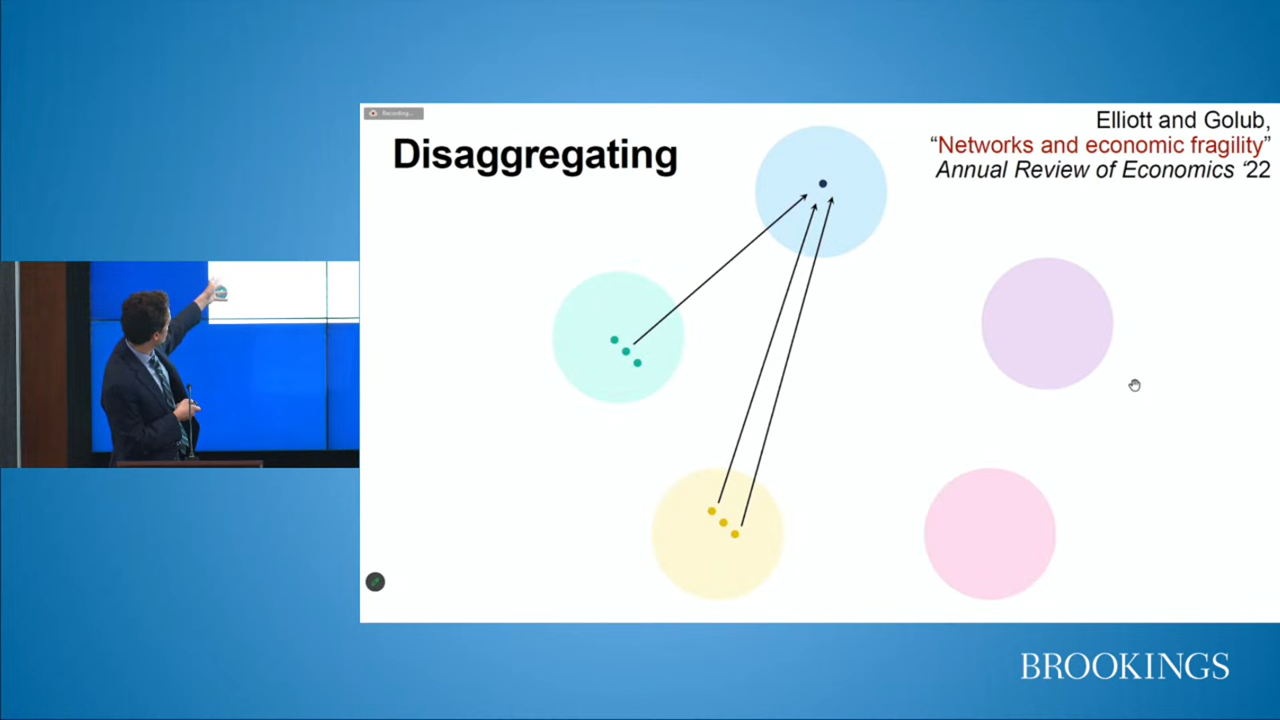 Recording...
Disaggregating
Elliott and Golub,
“Networks and economic fragility”
Annual Review of Economics ‘22
BROOKINGS